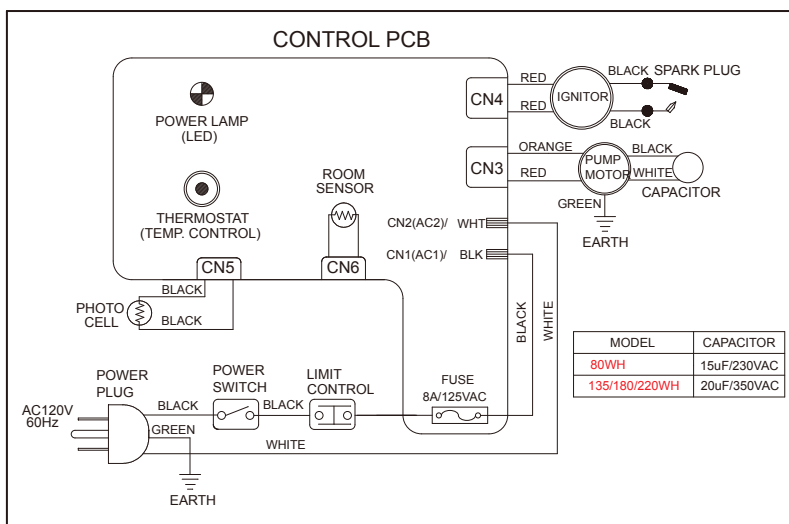 CONTROL PCB
POWER LAMP
(LED)
THERMOSTAT
(TEMP. CONTROL)
ROOM
SENSOR
CN4
RED
RED
IGNITOR
BLACK
SPARK PLUG
BLACK
CN3
ORANGE
RED
PUMP
MOTOR
BLACK
WHITE
CAPACITOR
GREEN
EARTH
CN2(AC2)/ WHT
CN1(AC1)/ BLK
CN5
CN6
BLACK
PHOTO
CELL
BLACK
BLACK
WHITE
MODEL CAPACITOR
80WH 15uF/230VAC
135/180/220WH 20uF/350VAC
POWER
PLUG
POWER
SWITCH
LIMIT
CONTROL
FUSE
8A/125VAC
AC120V
60Hz
BLACK
BLACK
GREEN
WHITE
EARTH